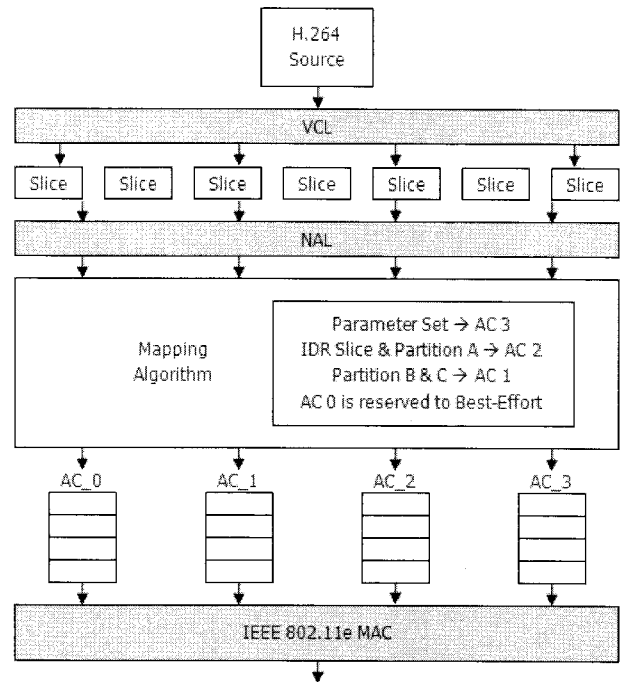 H.264
Source
VCL
Slice Slice Slice Slice Slice Slice Slice
NAL
Mapping
Algorithm
Parameter Set → AC 3
IDR Slice & Partition A → AC 2
Partition B & C → AC 1
AC 0 is reserved to Best-Effort
AC_0 AC_1 AC_2 AC_3
IEEE 802.11e MAC